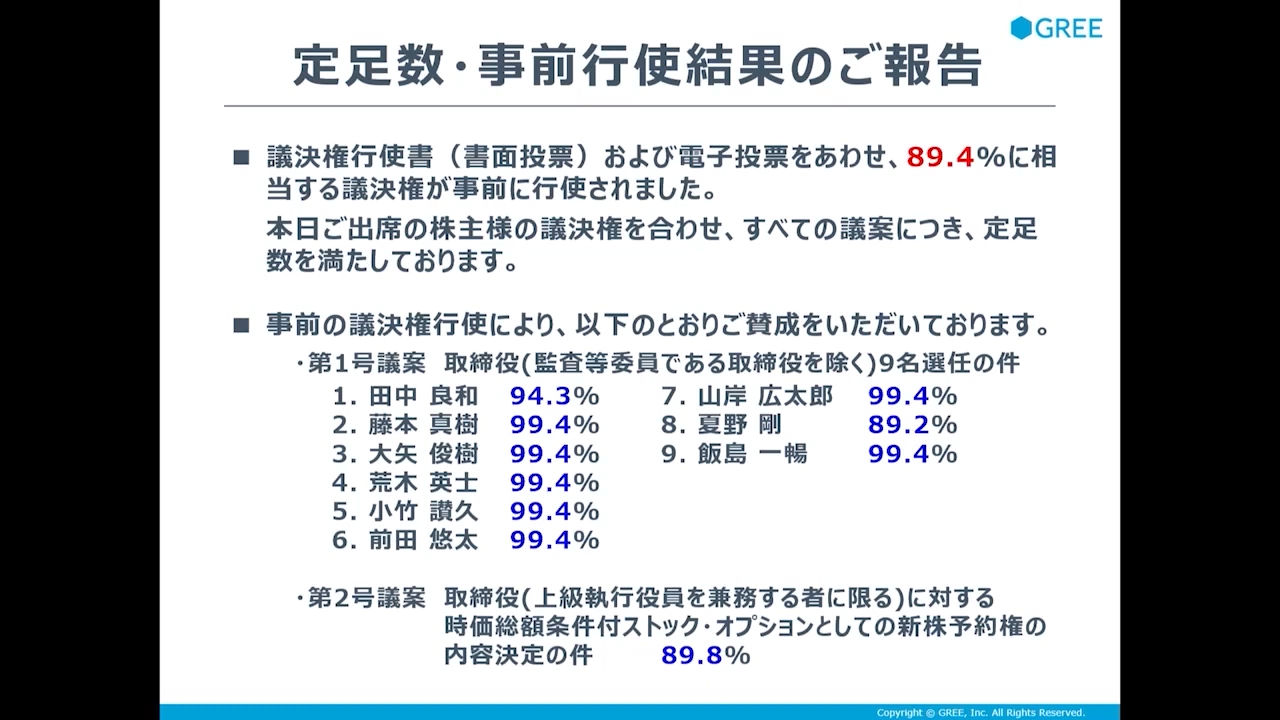 GREE
定足数・事前行使結果のご報告
■ 議決権行使書（書面投票）および電子投票をあわせ、89.4%に相
当する議決権が事前に行使されました。
本日ご出席の株主様の議決権を合わせ、すべての議案につき、定足
数を満たしております。
■ 事前の議決権行使により、以下のとおりご賛成をいただいております。
・第1号議案 取締役(監査等委員である取締役を除く)9名選任の件
1. 田中 良和 94.3%
2. 藤本 真樹 99.4%
3. 大矢 俊樹 99.4%
4. 荒木 英士 99.4%
5. 小竹 讃久 99.4%
6. 前田 悠太 99.4%
7. 山岸 広太郎 99.4%
8. 夏野 剛 89.2%
9. 飯島 一暢 99.4%
・第2号議案 取締役(上級執行役員を兼務する者に限る)に対する
時価総額条件付ストック・オプションとしての新株予約権の
内容決定の件 89.8%
Copyright © GREE, Inc. All Rights Reserved.